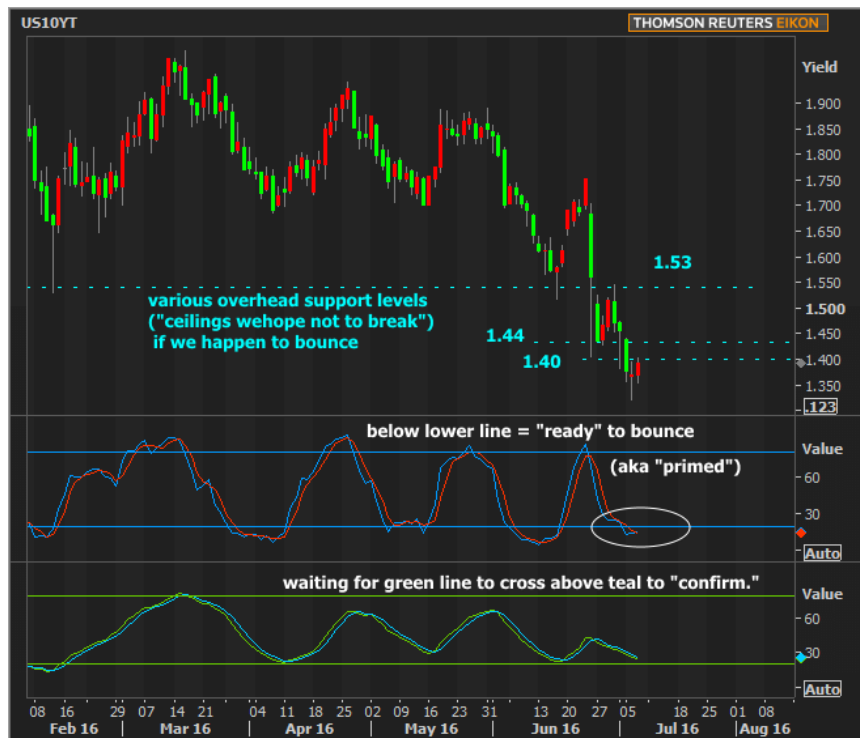 US10YT
THOMSON REUTERS EIKON
Yield
1.900
1.850
1.800
1.750
1.700
1.650
1.600
1.53
1.550
various overhead support levels
("ceilings wehope not to break")
if we happen to bounce
1.500
1.44
1.450
1.40
1.400
1.350
.123
below lower line = "ready" to bounce
(aka "primed")
Value
60
30
Auto
waiting for green line to cross above teal to "confirm."
Value
60
30
Auto
08 16 29 07 14 21 04 11 18 25 02 09 16 23 31 13 20 27 05 18 25 01 08
Feb 16 Mar 16 Apr 16 May 16 Jun 16 Jul 16 Aug 16